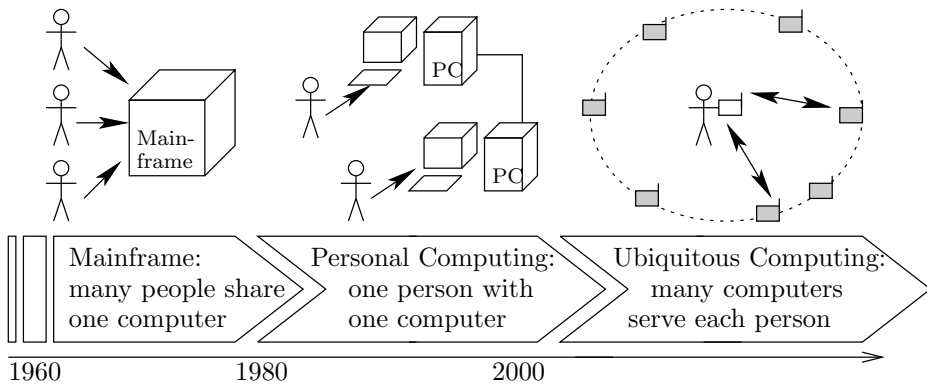 Main-
frame
PC
PC
Mainframe:
many people share
one computer
Personal Computing:
one person with
one computer
Ubiquitous Computing:
many computers
serve each person
1960
1980
2000